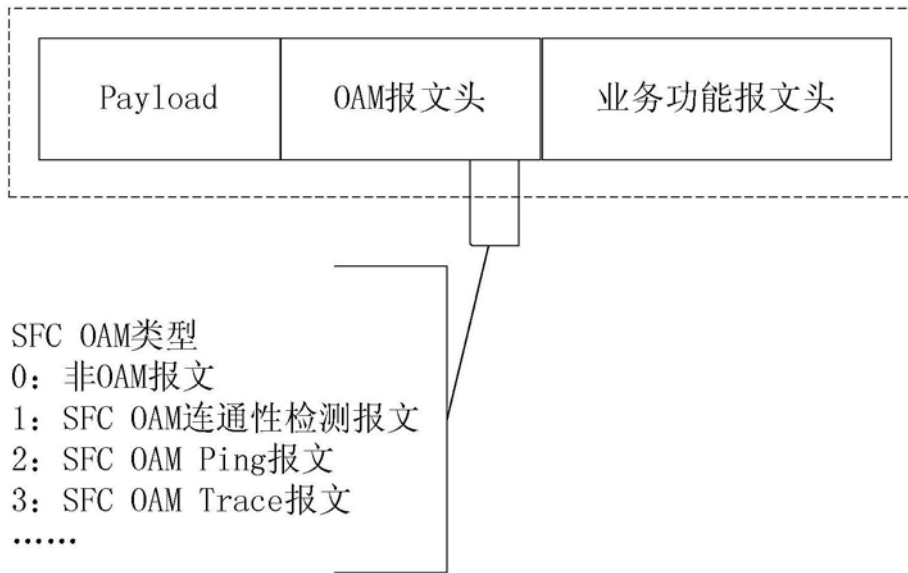 Payload
OAM报文头
业务功能报文头
SFC OAM类型
0：非OAM报文
1：SFC OAM连通性检测报文
2：SFC OAM Ping报文
3：SFC OAM Trace报文
……